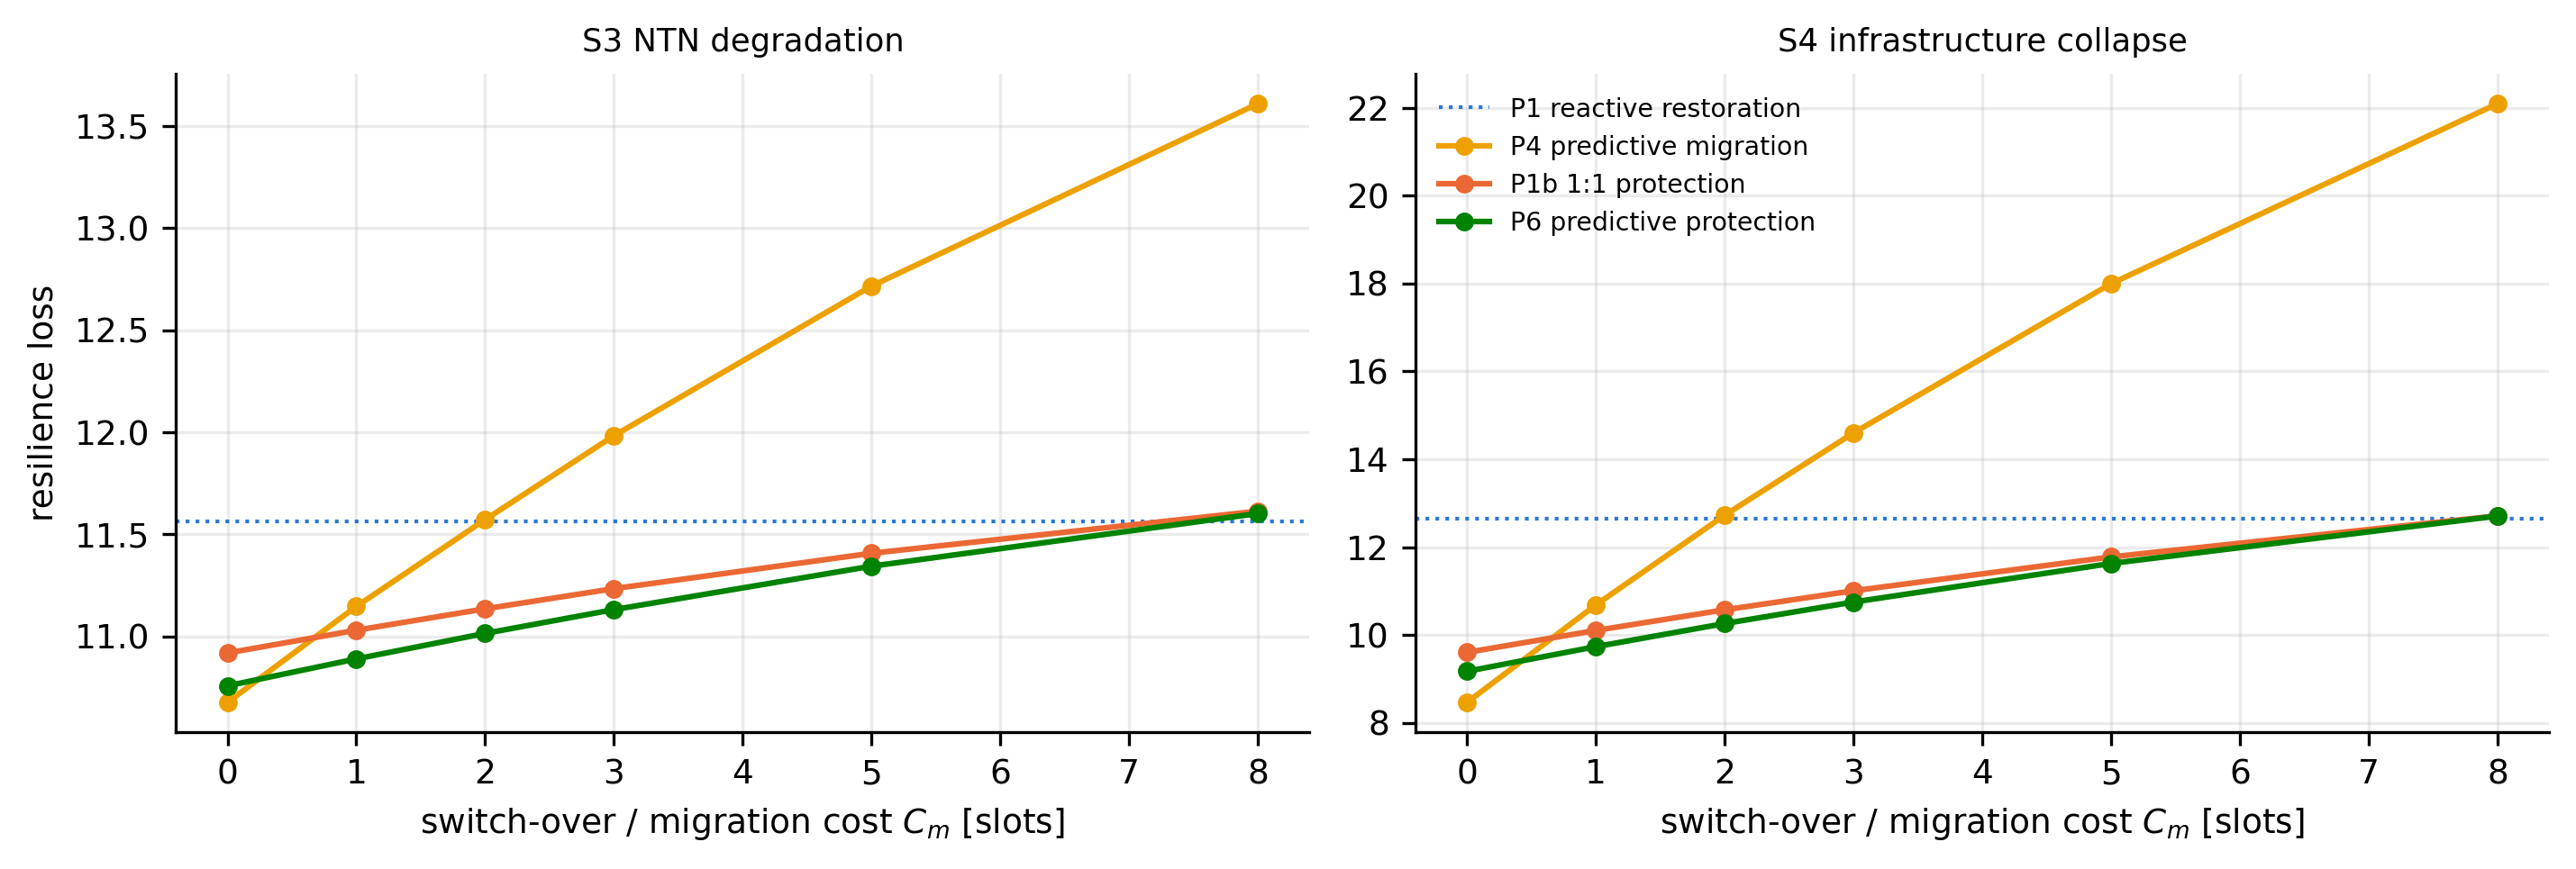 S3 NTN degradation
resilience loss
13.5
13.0
12.5
12.0
11.5
11.0
0 1 2 3 4 5 6 7 8
switch-over / migration cost C_m [slots]
S4 infrastructure collapse
P1 reactive restoration
P4 predictive migration
P1b 1:1 protection
P6 predictive protection
22
20
18
16
14
12
10
8
0 1 2 3 4 5 6 7 8
switch-over / migration cost C_m [slots]